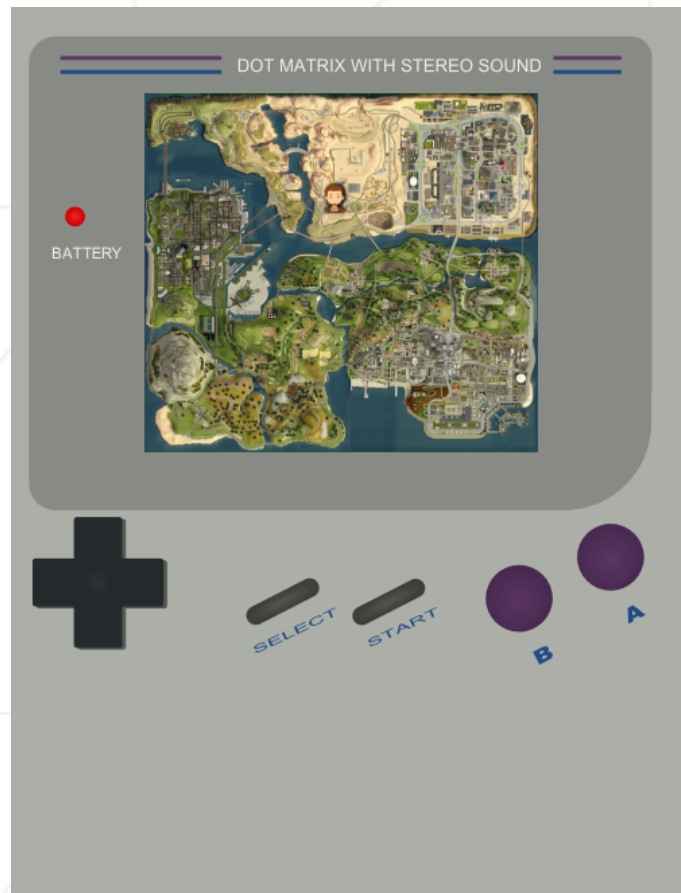 DOT MATRIX WITH STEREO SOUND
BATTERY
SELECT
START
B
A